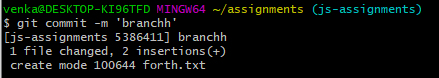 venka@DESKTOP-KI96TFD MINGW64 ~/assignments (js-assignments)
$ git commit -m 'branchh'
[js-assignments 5386411] branchh
 1 file changed, 2 insertions(+)
 create mode 100644 forth.txt